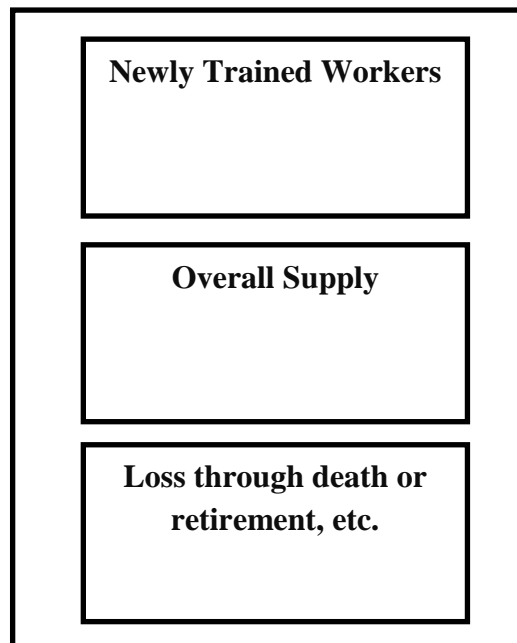 Newly Trained Workers
Overall Supply
Loss through death or
retirement, etc.